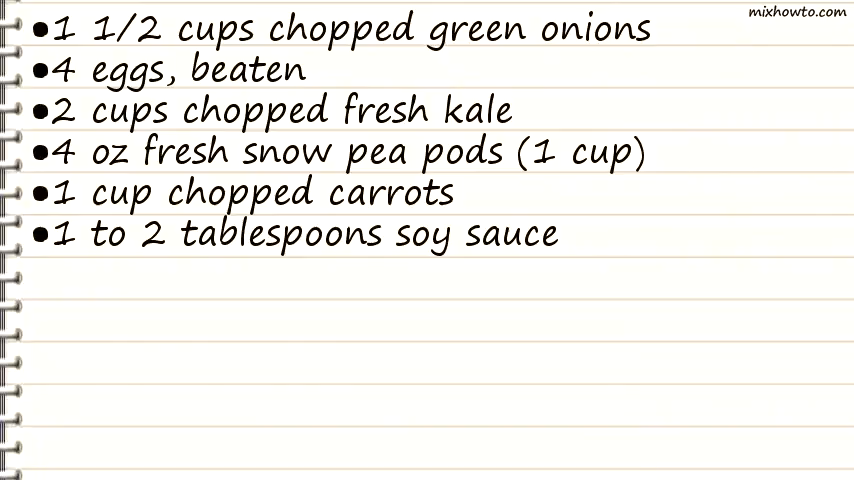 mixhowto.com
•1 1/2 cups chopped green onions
•4 eggs, beaten
•2 cups chopped fresh kale
•4 oz fresh snow pea pods (1 cup)
•1 cup chopped carrots
•1 to 2 tablespoons soy sauce